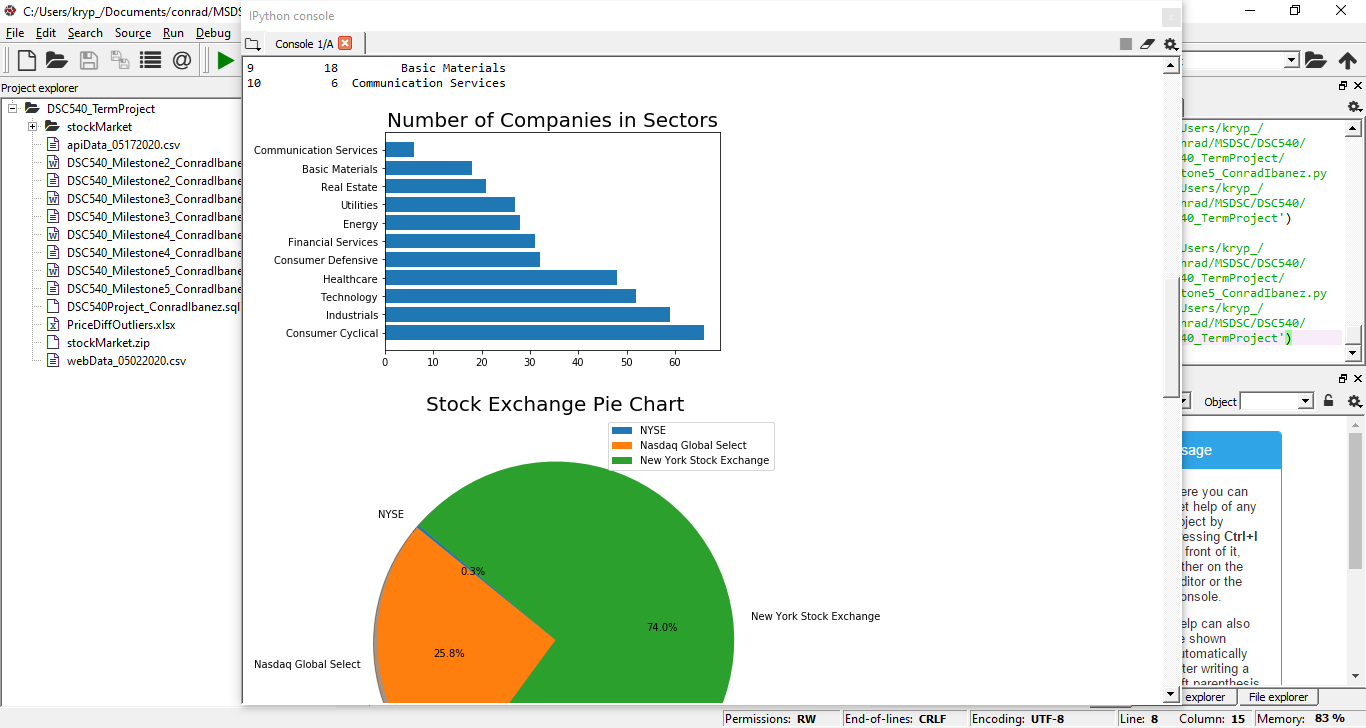 C:/Users/kryp_/Documents/conrad/MSDS
IPython console
File Edit Search Source Run Debug
Console 1/A
Project explorer
DSC540_TermProject
stockMarket
apiData_05172020.csv
DSC540_Milestone2_ConradIbane
DSC540_Milestone2_ConradIbane
DSC540_Milestone3_ConradIbane
DSC540_Milestone3_ConradIbane
DSC540_Milestone4_ConradIbane
DSC540_Milestone4_ConradIbane
DSC540_Milestone5_ConradIbane
DSC540_Milestone5_ConradIbane
DSC540Project_ConradIbanez.sql
PriceDiffOutliers.xlsx
stockMarket.zip
webData_05022020.csv
9 18 Basic Materials
10 6 Communication Services
Number of Companies in Sectors
Communication Services
Basic Materials
Real Estate
Utilities
Energy
Financial Services
Consumer Defensive
Healthcare
Technology
Industrials
Consumer Cyclical
0 10 20 30 40 50 60
Stock Exchange Pie Chart
NYSE
Nasdaq Global Select
New York Stock Exchange
NYSE
0.3%
New York Stock Exchange
74.0%
25.8%
Nasdaq Global Select
Users/kryp_/
nrad/MSDSC/DSC540/
40_TermProject/
tone5_ConradIbanez.py
Users/kryp_/
nrad/MSDSC/DSC540/
40_TermProject')
Users/kryp_/
nrad/MSDSC/DSC540/
40_TermProject/
tone5_ConradIbanez.py
Users/kryp_/
nrad/MSDSC/DSC540/
40_TermProject')
Object
sage
ere you can
et help of any
bject by
essing Ctrl+I
front of it,
ther on the
ditor or the
onsole.
elp can also
e shown
utomatically
ter writing a
ft parenthesis
explorer
File explorer
Permissions: RW End-of-lines: CRLF Encoding: UTF-8 Line: 8 Column: 15 Memory: 83 %